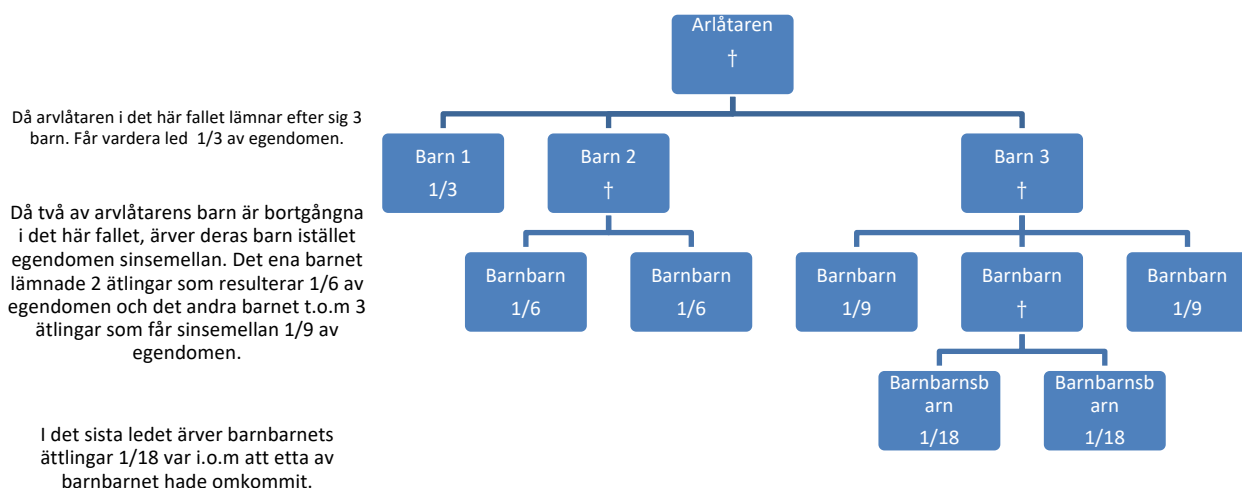 Arlåtaren
†
Då arvlåtaren i det här fallet lämnar efter sig 3
barn. Får vardera led  1/3 av egendomen.
Barn 1
1/3
Barn 2
†
Barn 3
†
Då två av arvlåtarens barn är bortgångna
i det här fallet, ärver deras barn istället
egendomen sinsemellan. Det ena barnet
lämnade 2 ätlingar som resulterar 1/6 av
egendomen och det andra barnet t.o.m 3
ätlingar som får sinsemellan 1/9 av
egendomen.
Barnbarn
1/6
Barnbarn
1/6
Barnbarn
1/9
Barnbarn
†
Barnbarn
1/9
Barnbarnsb
arn
1/18
Barnbarnsb
arn
1/18
I det sista ledet ärver barnbarnets
ättlingar 1/18 var i.o.m att etta av
barnbarnet hade omkommit.